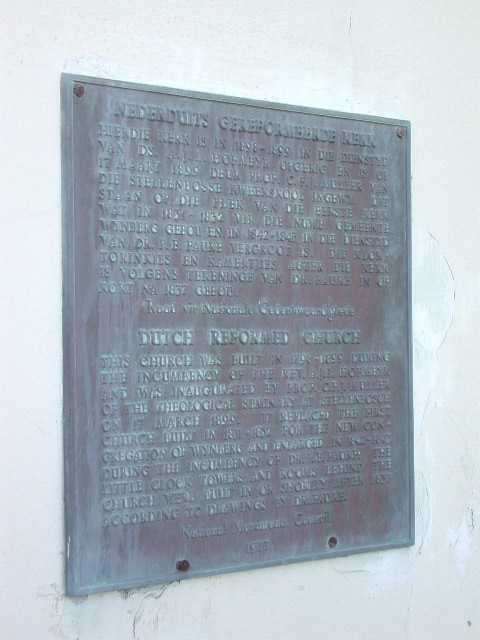 NEDERDUITS GEREFORMEERDE KERK
HIERDIE KERK IS IN 1898-1899 IN DIE DIENSTYD
VAN DS. A.J.L. HOFMEYR OPGERIG EN IS OP
17 MAART 1899 DEUR PROF. C.F.J. MULLER VAN
DIE STELLENBOSSE KWEEKSKOOL INGEWY. DIT
STAAN OP DIE PLEK VAN DIE EERSTE KERK
WAT IN 1831-1832 VIR DIE NUWE GEMEENTE
WYNBERG GEBOU EN IN IN DIE DIENSTYD
VAN DR. P.E. FAURE VERGROOT IS. DIE KLOK-
TORINKIES EN KAMERTJIES AGTER DIE KERK
IS VOLGENS TEKENINGE VAN DR. FAURE IN OF
KORT NA 1857 GEBOU.
Raad vir Nasionale Gedenkwaardighede
DUTCH REFORMED CHURCH
THIS CHURCH WAS BUILT IN 1898-1899 DURING
THE INCUMBENCY OF THE REV. A.J.L. HOFMEYR
AND WAS INAUGURATED BY PROF. C.F.J. MULLER
OF THE THEOLOGICAL SEMINARY AT STELLENBOSCH
ON 17 MARCH 1899. IT REPLACED THE FIRST
CHURCH BUILT IN 1831-1832 FOR THE NEW CON-
GREGATION OF WYNBERG AND ENLARGED IN
DURING THE INCUMBENCY OF DR. P.E. FAURE. THE
LITTLE CLOCK TOWERS AND ROOMS BEHIND THE
CHURCH WERE BUILT IN OR SHORTLY AFTER 1857
ACCORDING TO DRAWINGS BY DR. FAURE.
National Monuments Council